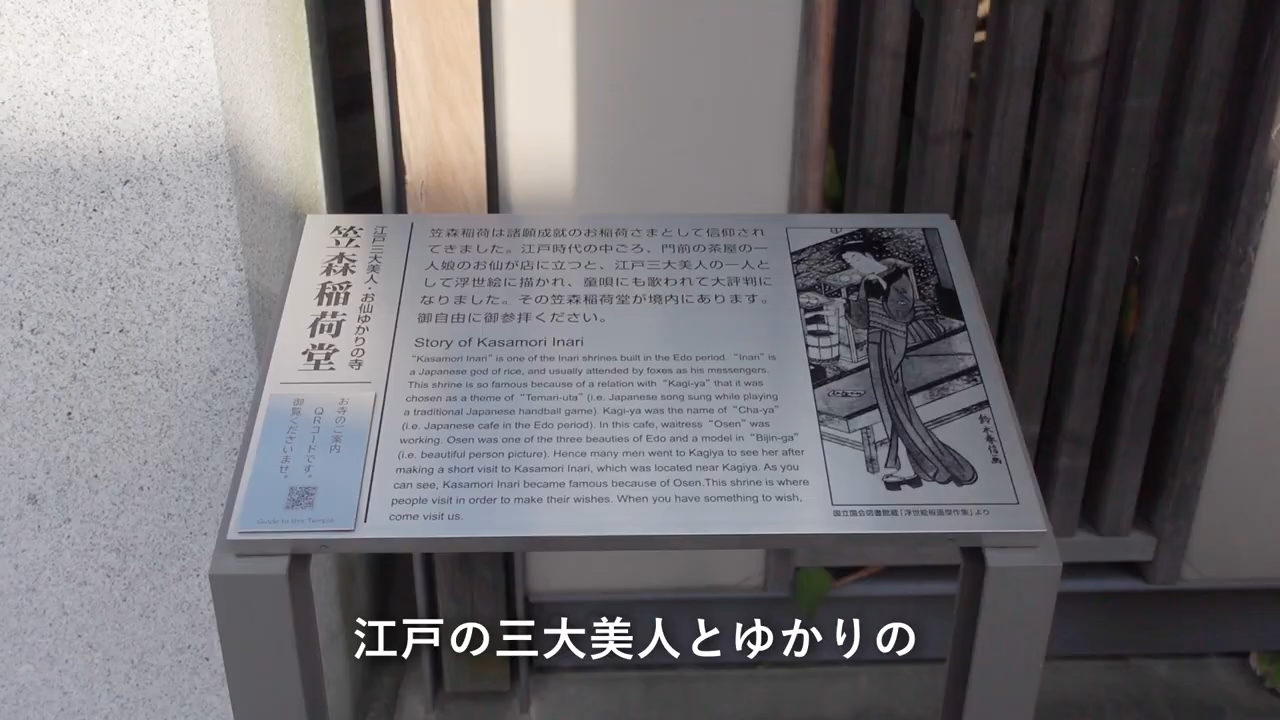 江戸三大美人・お仙ゆかりの寺
笠森稲荷堂
お寺のご案内
QRコードです。
御覧くださいませ。
Guide to this Temple
笠森稲荷は諸願成就のお稲荷さまとして信仰され
てきました。江戸時代の中ごろ、門前の茶屋の一
人娘のお仙が店に立つと、江戸三大美人の一人と
して浮世絵に描かれ、童唄にも歌われて大評判に
なりました。その笠森稲荷堂が境内にあります。
御自由に御参拝ください。
Story of Kasamori Inari
“Kasamori Inari” is one of the Inari shrines built in the Edo period. “Inari” is
a Japanese god of rice, and usually attended by foxes as his messengers.
This shrine is so famous because of a relation with “Kagi-ya” that it was
chosen as a theme of “Temari-uta” (i.e. Japanese song sung while playing
a traditional Japanese handball game). Kagi-ya was the name of “Cha-ya”
(i.e. Japanese cafe in the Edo period). In this cafe, waitress “Osen” was
working. Osen was one of the three beauties of Edo and a model in “Bijin-ga”
(i.e. beautiful person picture). Hence many men went to Kagiya to see her after
making a short visit to Kasamori Inari, which was located near Kagiya. As you
can see, Kasamori Inari became famous because of Osen.This shrine is where
people visit in order to make their wishes. When you have something to wish,
come visit us.
鈴木春信画
国立国会図書館蔵「浮世絵板画傑作集」より
江戸の三大美人とゆかりの